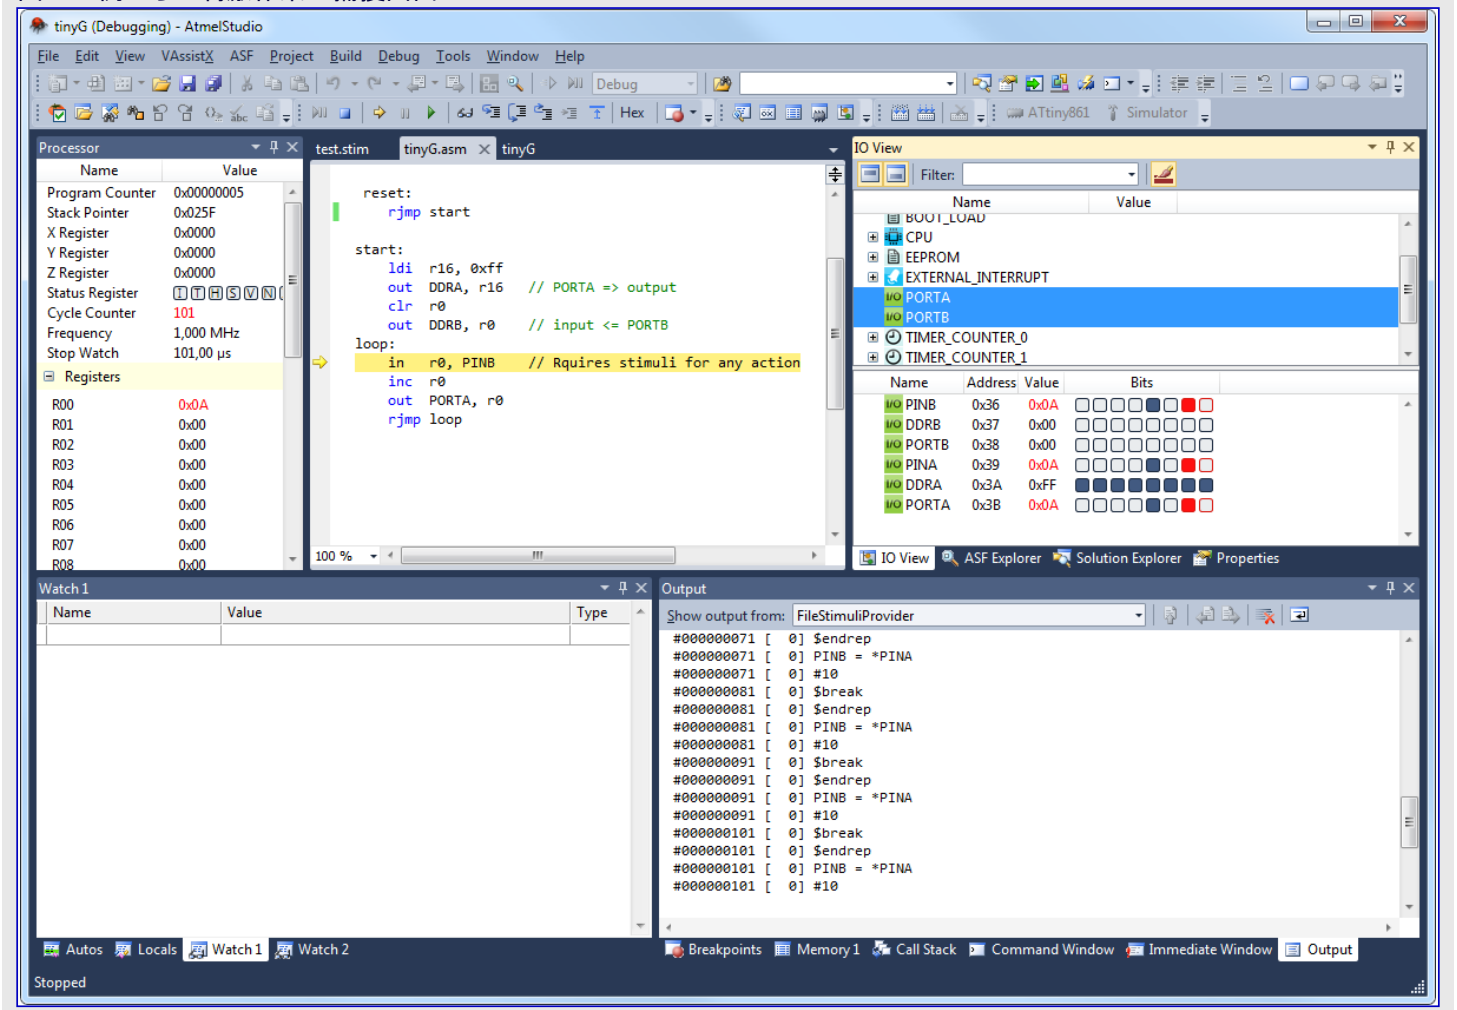 tinyG (Debugging) - AtmelStudio
File Edit View VAssistX ASF Project Build Debug Tools Window Help
Debug
Hex ATtiny861 Simulator
Processor
Name Value
Program Counter 0x00000005
Stack Pointer 0x025F
X Register 0x0000
Y Register 0x0000
Z Register 0x0000
Status Register I T H S V N
Cycle Counter 101
Frequency 1,000 MHz
Stop Watch 101,00 µs
Registers
R00 0x0A
R01 0x00
R02 0x00
R03 0x00
R04 0x00
R05 0x00
R06 0x00
R07 0x00
R08 0x00
test.stim tinyG.asm tinyG
reset:
rjmp start
start:
ldi r16, 0xff
out DDRA, r16 // PORTA => output
clr r0
out DDRB, r0 // input <= PORTB
loop:
in r0, PINB // Rquires stimuli for any action
inc r0
out PORTA, r0
rjmp loop
100 %
IO View
Filter:
Name Value
BOOT_LOAD
CPU
EEPROM
EXTERNAL_INTERRUPT
I/O PORTA
I/O PORTB
TIMER_COUNTER_0
TIMER_COUNTER_1
Name Address Value Bits
I/O PINB 0x36 0x0A
I/O DDRB 0x37 0x00
I/O PORTB 0x38 0x00
I/O PINA 0x39 0x0A
I/O DDRA 0x3A 0xFF
I/O PORTA 0x3B 0x0A
IO View ASF Explorer Solution Explorer Properties
Watch 1
Name Value Type
Autos Locals Watch 1 Watch 2
Output
Show output from: FileStimuliProvider
#000000071 [ 0] $endrep
#000000071 [ 0] PINB = *PINA
#000000071 [ 0] #10
#000000081 [ 0] $break
#000000081 [ 0] $endrep
#000000081 [ 0] PINB = *PINA
#000000081 [ 0] #10
#000000091 [ 0] $break
#000000091 [ 0] $endrep
#000000091 [ 0] PINB = *PINA
#000000091 [ 0] #10
#000000101 [ 0] $break
#000000101 [ 0] $endrep
#000000101 [ 0] PINB = *PINA
#000000101 [ 0] #10
Breakpoints Memory 1 Call Stack Command Window Immediate Window Output
Stopped